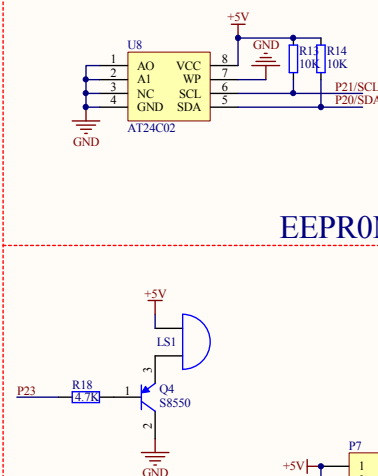 +5V
U8
GND
R13 R14
1 AO VCC 8
10K 10K
2 A1 WP 7
3 NC SCL 6 P21/SCL
4 GND SDA 5 P20/SDA
AT24C02
GND
EEPR0
+5V
LS1
3
P23
R18
4.7K
1
Q4
S8550
2
GND
P7
+5V
1